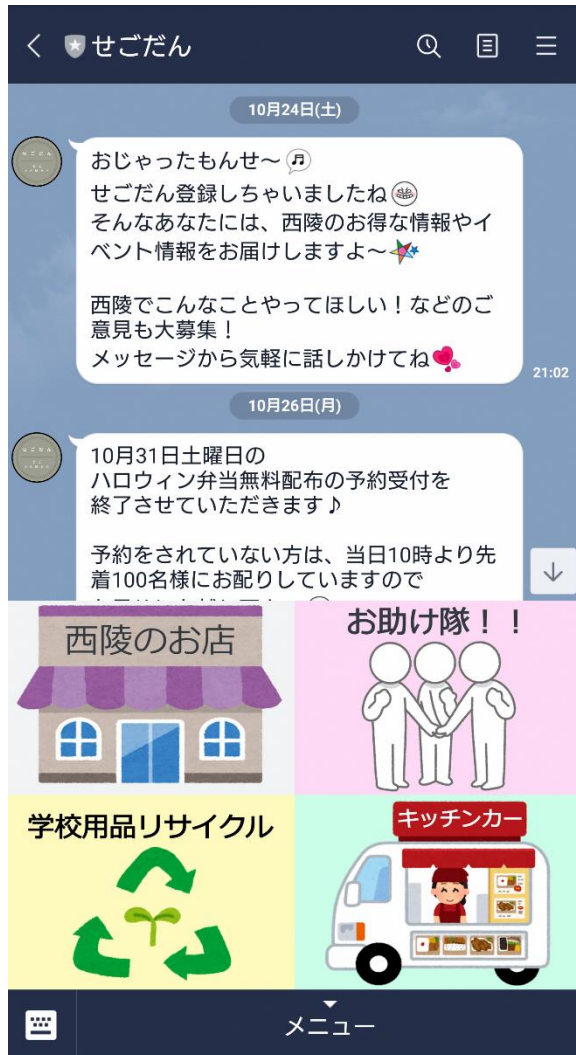 せごだん
10月24日(土)
おじゃったもんせ~
せごだん登録しちゃいましたね
そんなあなたには、西陵のお得な情報やイ
ベント情報をお届けしますよ~
西陵でこんなことやってほしい！などのご
意見も大募集！
メッセージから気軽に話しかけてね
21:02
10月26日(月)
10月31日土曜日の
ハロウィン弁当無料配布の予約受付を
終了させていただきます♪
予約をされていない方は、当日10時より先
着100名様にお配りしていますので
西陵のお店
お助け隊！！
学校用品リサイクル
キッチンカー
メニュー